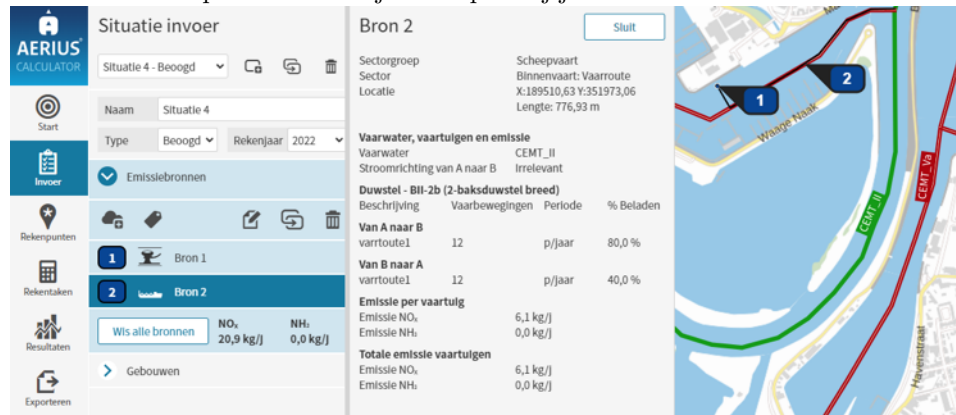 AERIUS
CALCULATOR
Start
Invoer
Rekenpunten
Rekentaken
Resultaten
Exporteren
Situatie invoer
Situatie 4 - Beoogd
Naam Situatie 4
Type Beoogd Rekenjaar 2022
Emissiebronnen
1 Bron 1
2 Bron 2
Wis alle bronnen
NOₓ NH₃
20,9 kg/j 0,0 kg/j
Gebouwen
Bron 2 Sluit
Sectorgroep Scheepvaart
Sector Binnenvaart: Vaarroute
Locatie X:189510,63 Y:351973,06
Lengte: 776,93 m
Vaarwater, vaartuigen en emissie
Vaarwater CEMT_II
Stroomrichting van A naar B Irrelevant
Duwstel - BII-2b (2-baksduwstel breed)
Beschrijving Vaarbewegingen Periode % Beladen
Van A naar B
varrtoute1 12 p/jaar 80,0 %
Van B naar A
varrtoute1 12 p/jaar 40,0 %
Emissie per vaartuig
Emissie NOₓ 6,1 kg/j
Emissie NH₃ 0,0 kg/j
Totale emissie vaartuigen
Emissie NOₓ 6,1 kg/j
Emissie NH₃ 0,0 kg/j
1
2
Waage Naak
CEMT_II
CEMT_Va
Havenstraat